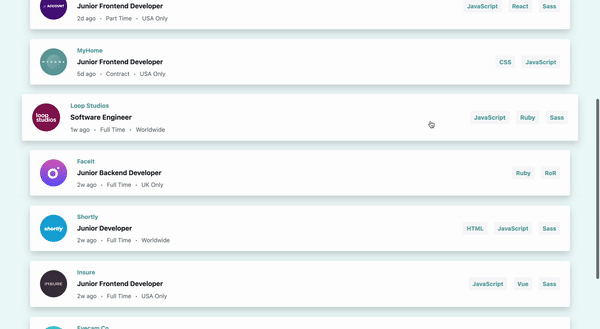 ACCOUNT
Junior Frontend Developer
2d ago • Part Time • USA Only
JavaScript React Sass
MyHome
Junior Frontend Developer
5d ago • Contract • USA Only
CSS JavaScript
MYHOME
Loop Studios
Software Engineer
1w ago • Full Time • Worldwide
JavaScript Ruby Sass
loop
studios
FaceIt
Junior Backend Developer
2w ago • Full Time • UK Only
Ruby RoR
Shortly
Junior Developer
2w ago • Full Time • Worldwide
HTML JavaScript Sass
shortly
Insure
Junior Frontend Developer
2w ago • Full Time • USA Only
JavaScript Vue Sass
INSURE
Eyecam Co.